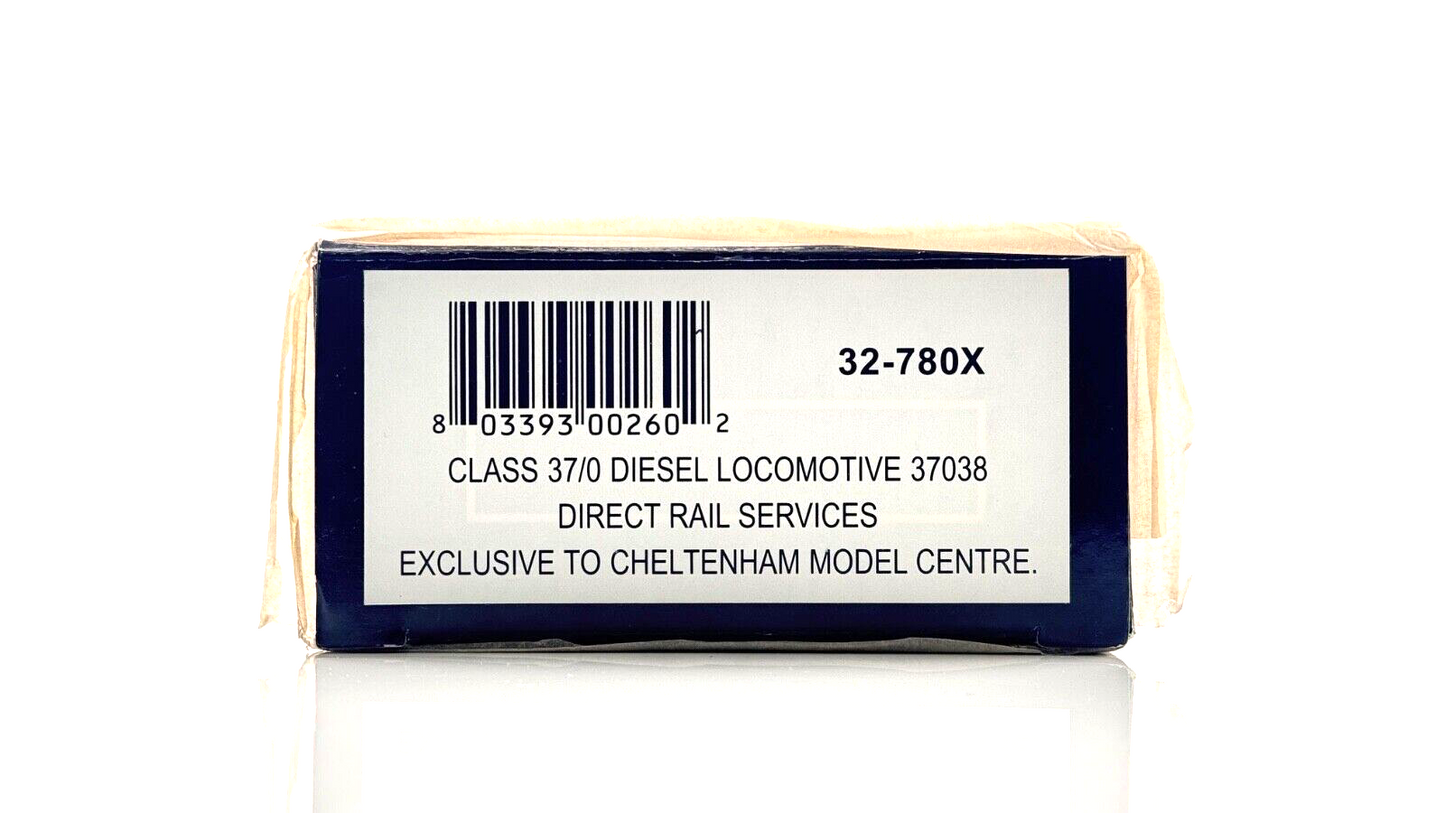 32-780X
8 03393 00260 2
CLASS 37/0 DIESEL LOCOMOTIVE 37038
DIRECT RAIL SERVICES
EXCLUSIVE TO CHELTENHAM MODEL CENTRE.